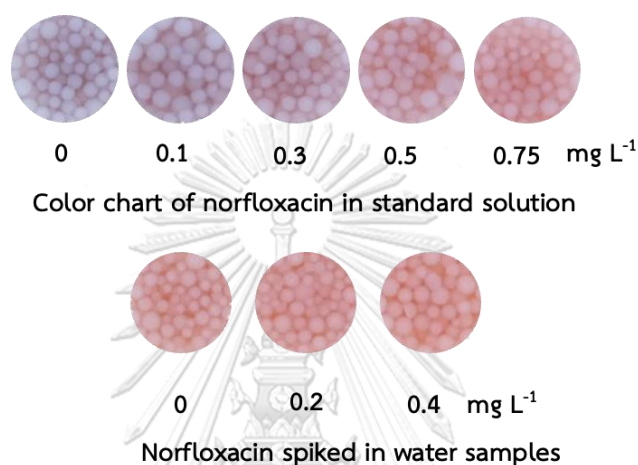 0 0.1 0.3 0.5 0.75 mg L⁻¹
Color chart of norfloxacin in standard solution
0 0.2 0.4 mg L⁻¹
Norfloxacin spiked in water samples